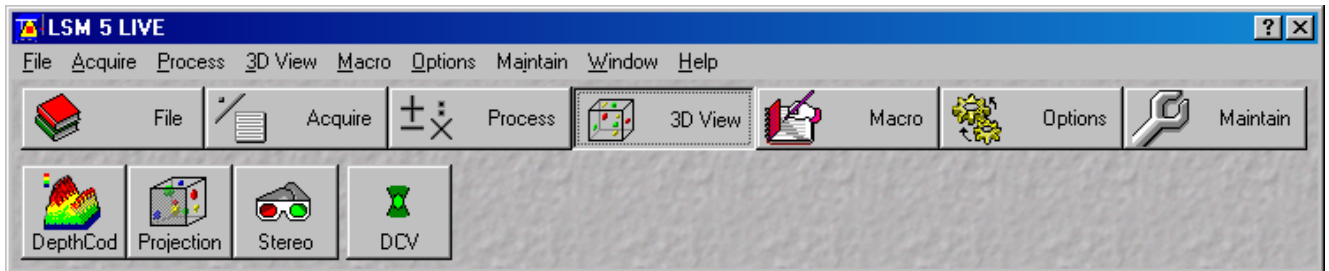 LSM 5 LIVE
File Acquire Process 3D View Macro Options Maintain Window Help
File Acquire Process 3D View Macro Options Maintain
DepthCod Projection Stereo DCV